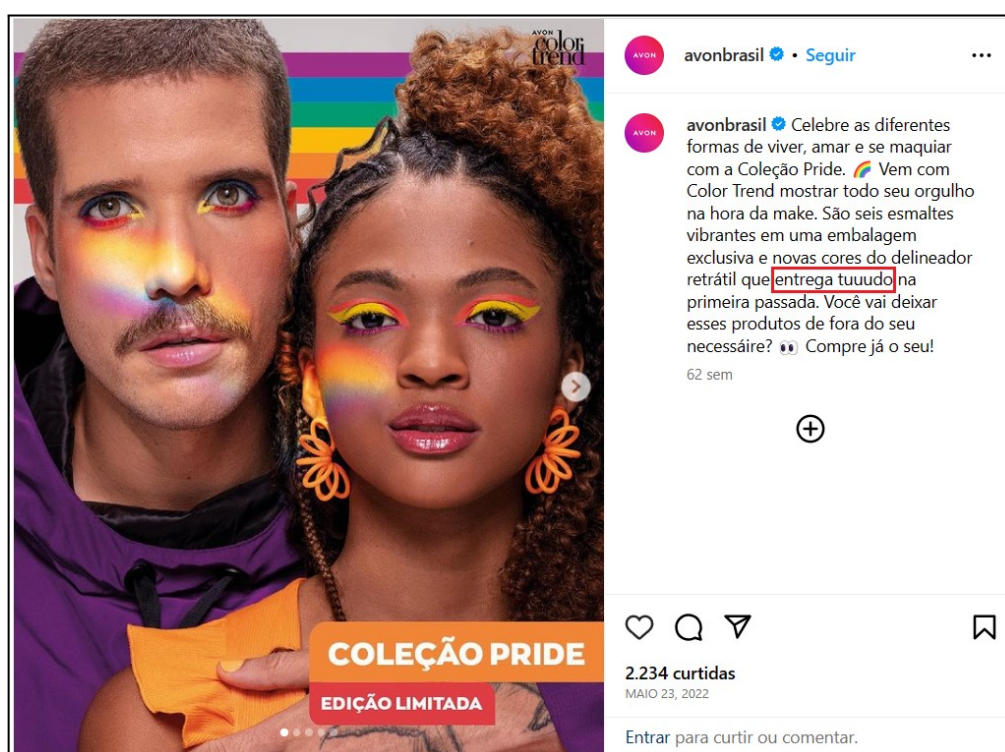 AVON
color
trend
COLEÇÃO PRIDE
EDIÇÃO LIMITADA
AVON
avonbrasil • Seguir
AVON
avonbrasil Celebre as diferentes
formas de viver, amar e se maquiar
com a Coleção Pride. 🌈 Vem com
Color Trend mostrar todo seu orgulho
na hora da make. São seis esmaltes
vibrantes em uma embalagem
exclusiva e novas cores do delineador
retrátil que entrega tuuudo na
primeira passada. Você vai deixar
esses produtos de fora do seu
necessáire? 👀 Compre já o seu!
62 sem
2.234 curtidas
MAIO 23, 2022
Entrar para curtir ou comentar.